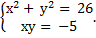 {x² + y² = 26
xy = −5 .